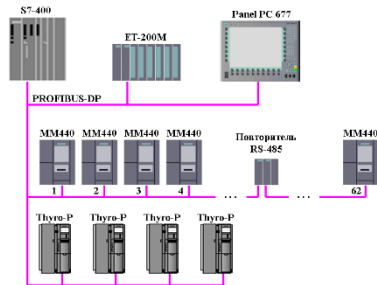 S7-400
ET-200M
Panel PC 677
PROFIBUS-DP
MM440 MM440 MM440 MM440 Повторитель RS-485 MM440
1 2 3 4 ... ... 62
Thyro-P Thyro-P Thyro-P Thyro-P